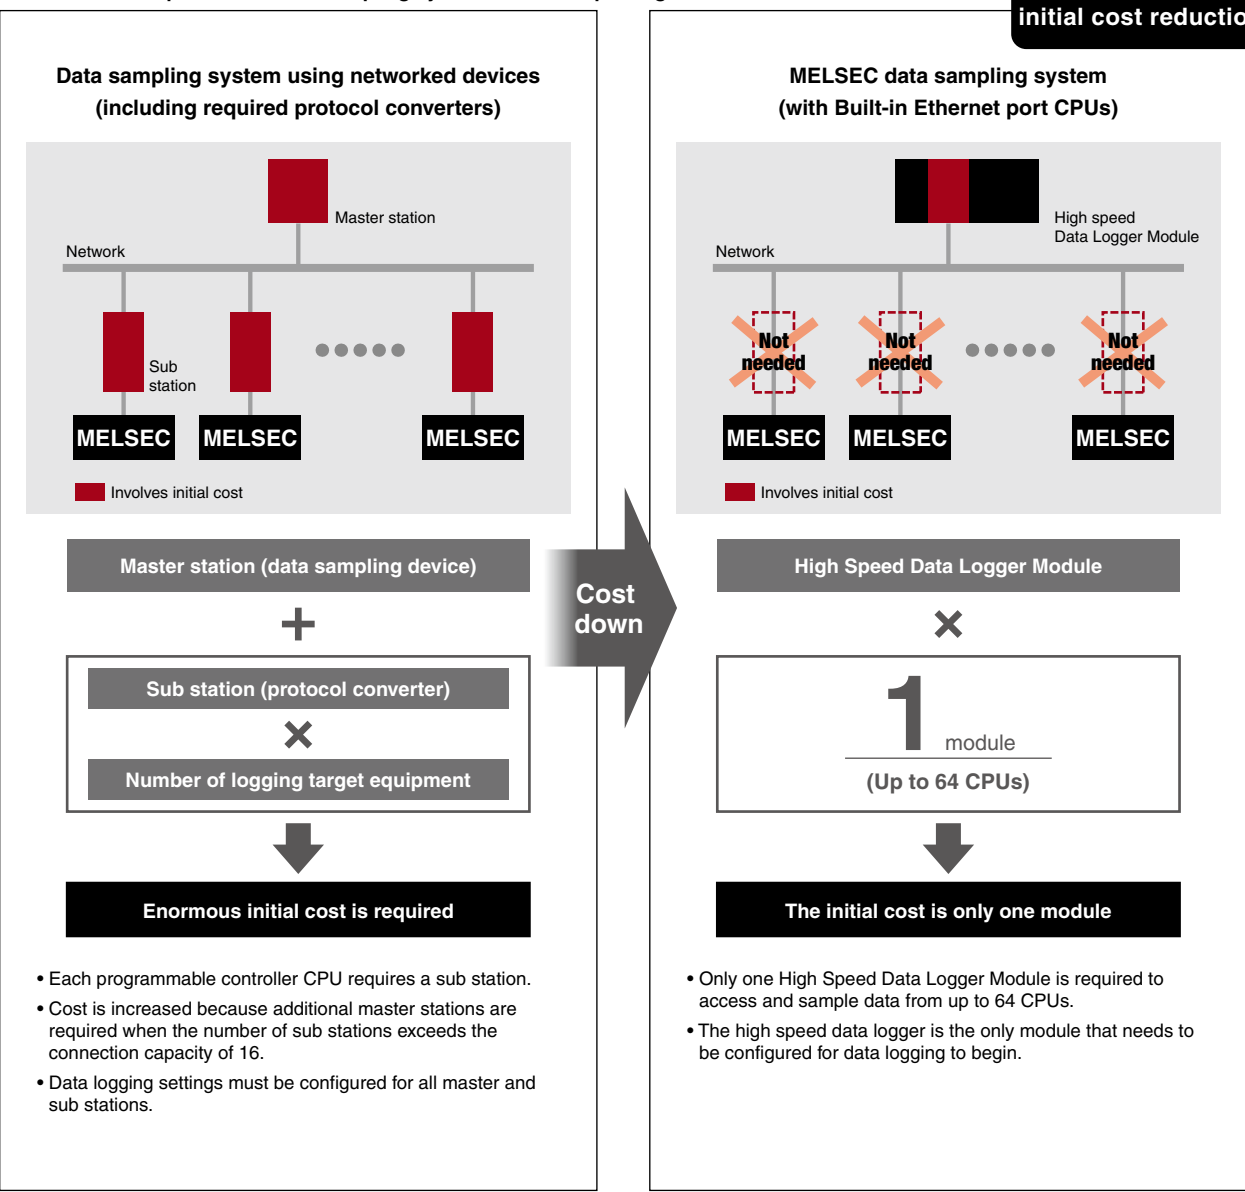 initial cost reductio
Data sampling system using networked devices
(including required protocol converters)
Master station
Network
Sub
station
MELSEC
MELSEC
MELSEC
Involves initial cost
Master station (data sampling device)
+
Sub station (protocol converter)
×
Number of logging target equipment
Enormous initial cost is required
• Each programmable controller CPU requires a sub station.
• Cost is increased because additional master stations are
required when the number of sub stations exceeds the
connection capacity of 16.
• Data logging settings must be configured for all master and
sub stations.
Cost
down
MELSEC data sampling system
(with Built-in Ethernet port CPUs)
High speed
Data Logger Module
Network
Not
needed
Not
needed
Not
needed
MELSEC
MELSEC
MELSEC
Involves initial cost
High Speed Data Logger Module
×
1 module
(Up to 64 CPUs)
The initial cost is only one module
• Only one High Speed Data Logger Module is required to
access and sample data from up to 64 CPUs.
• The high speed data logger is the only module that needs to
be configured for data logging to begin.